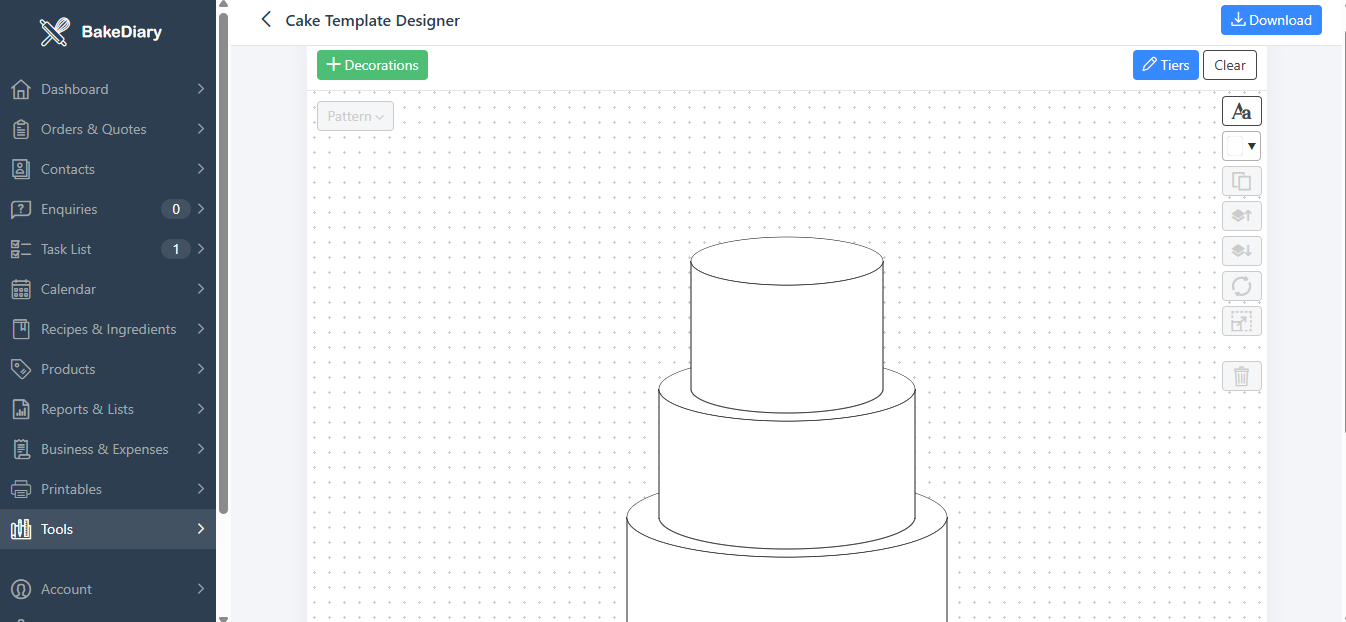 BakeDiary
Dashboard
Orders & Quotes
Contacts
Enquiries 0
Task List 1
Calendar
Recipes & Ingredients
Products
Reports & Lists
Business & Expenses
Printables
Tools
Account
Cake Template Designer
Download
Decorations
Tiers
Clear
Pattern
Aa